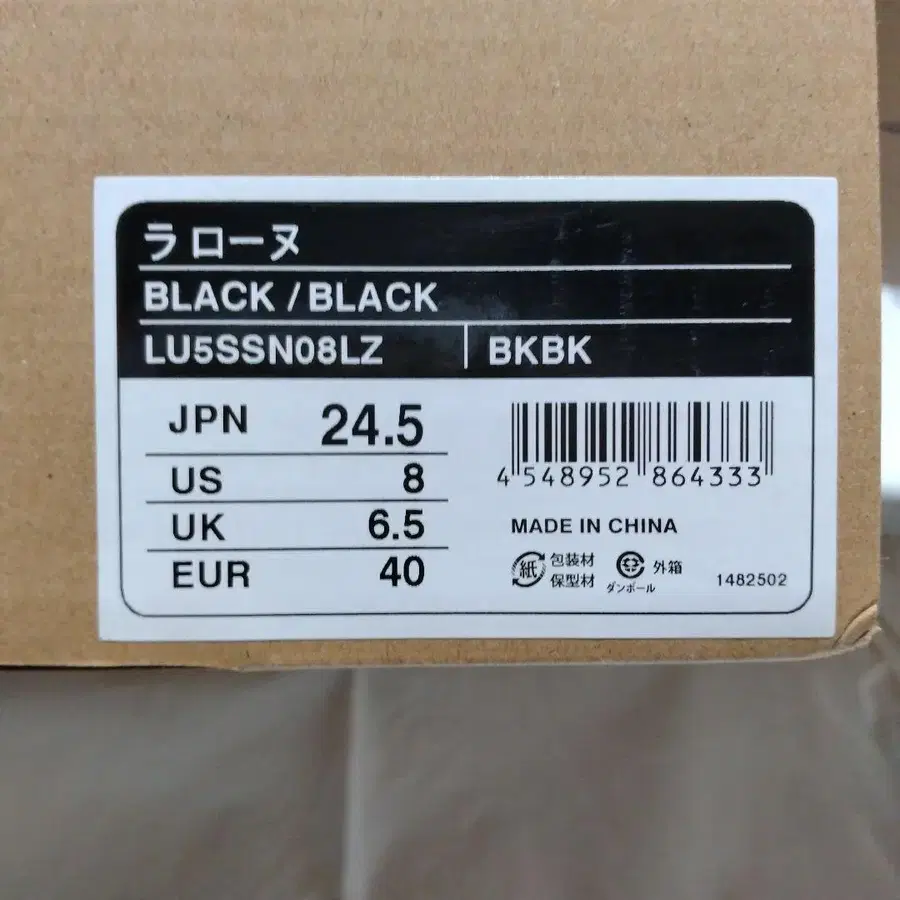 ラ ローヌ
BLACK / BLACK
LU5SSN08LZ BKBK
JPN 24.5
US 8
UK 6.5
EUR 40
4 548952 864333
MADE IN CHINA
紙 包装材
保型材
外箱
ダンボール
1482502